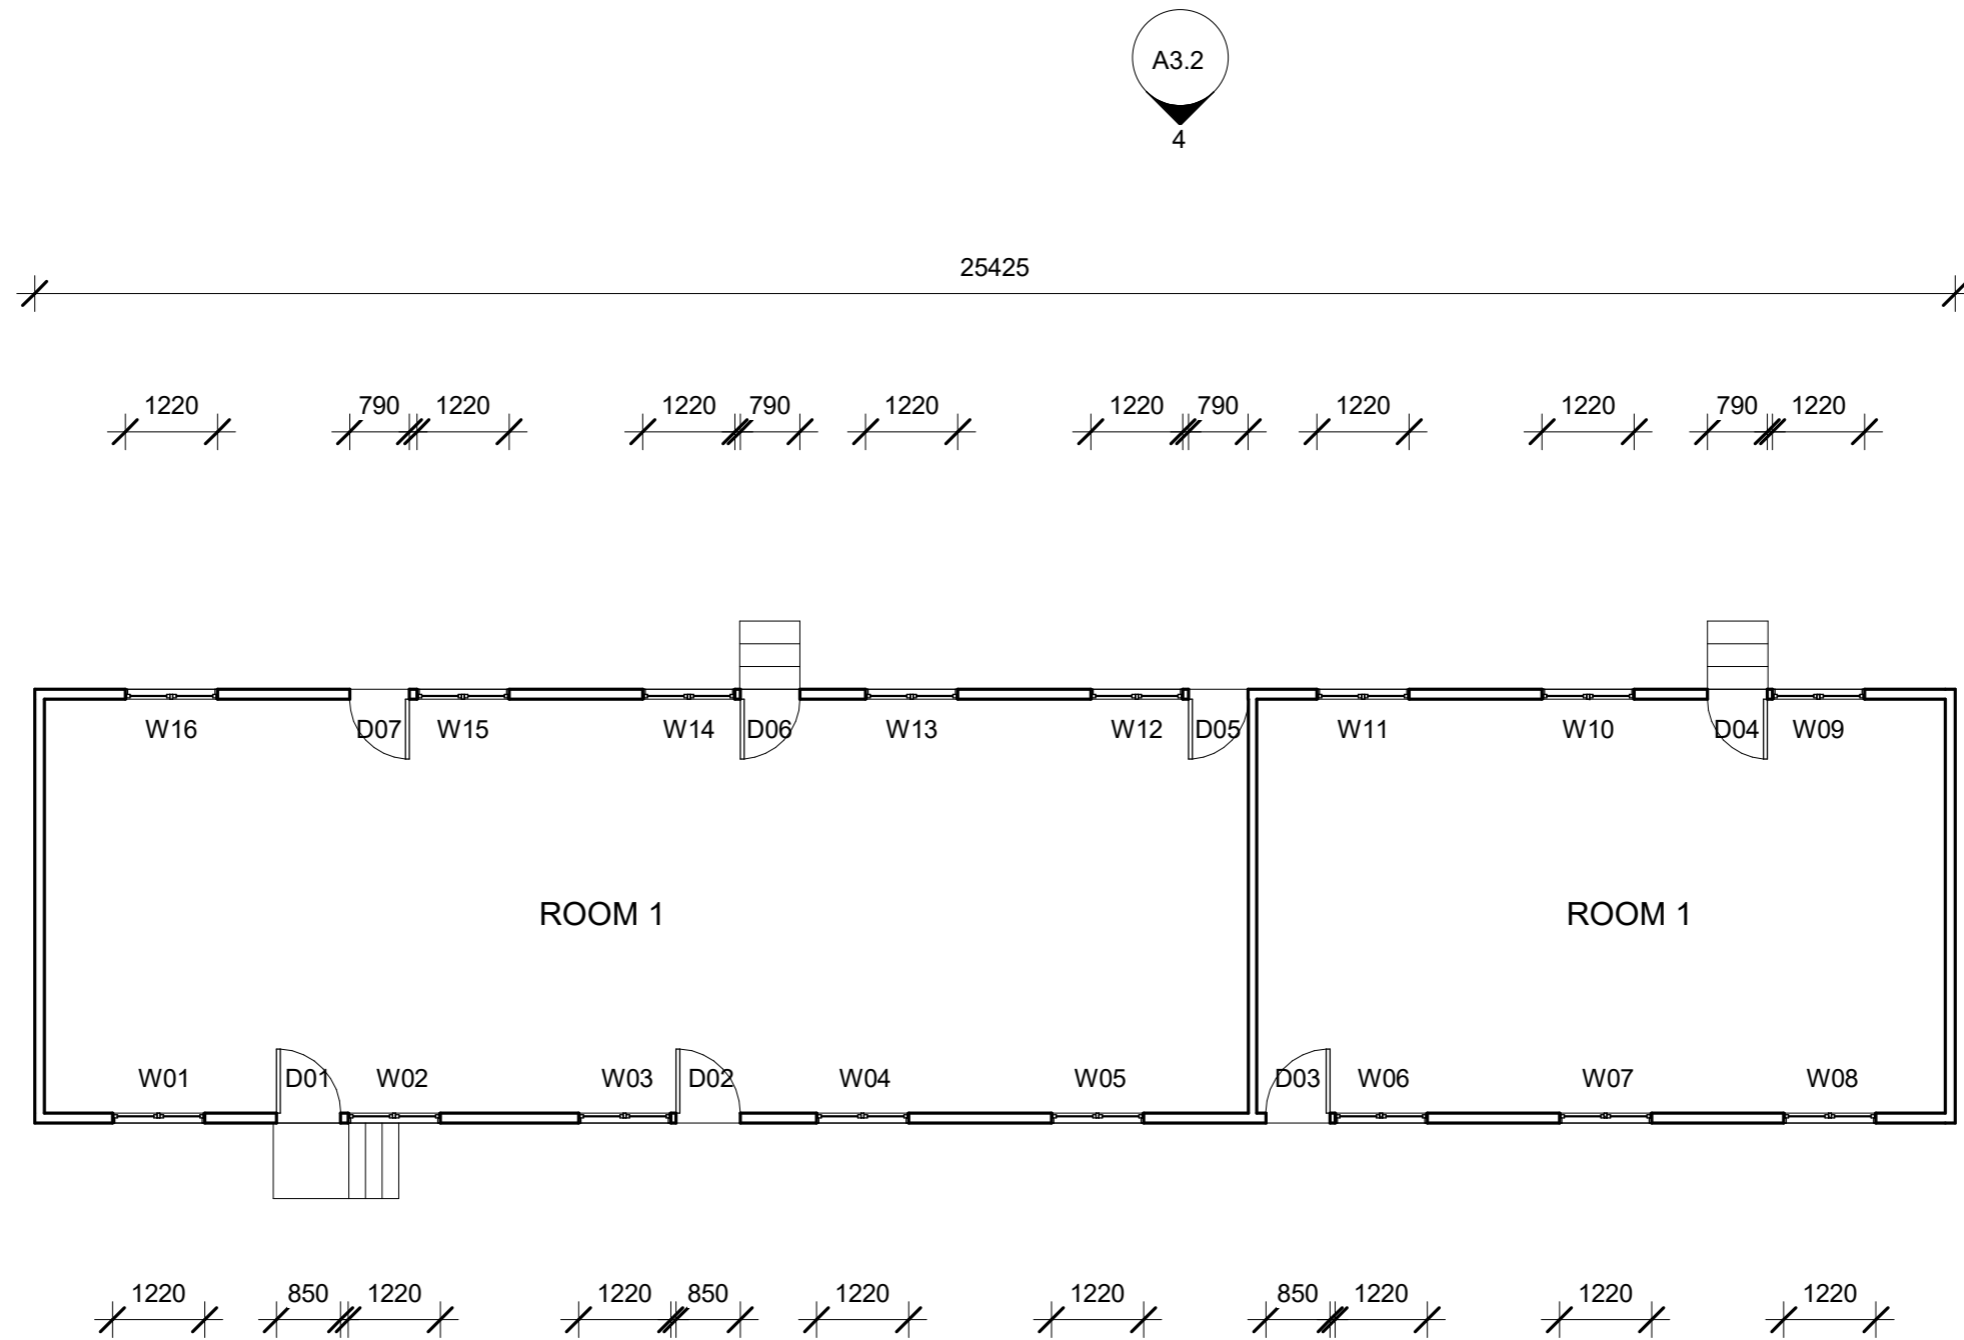 A3.2
4
25425
1220 790 1220 1220 790 1220 1220 790 1220 1220 790 1220
W16 D07 W15 W14 D06 W13 W12 D05 W11 W10 D04 W09
ROOM 1 ROOM 1
W01 D01 W02 W03 D02 W04 W05 D03 W06 W07 W08
1220 850 1220 1220 850 1220 1220 850 1220 1220 1220